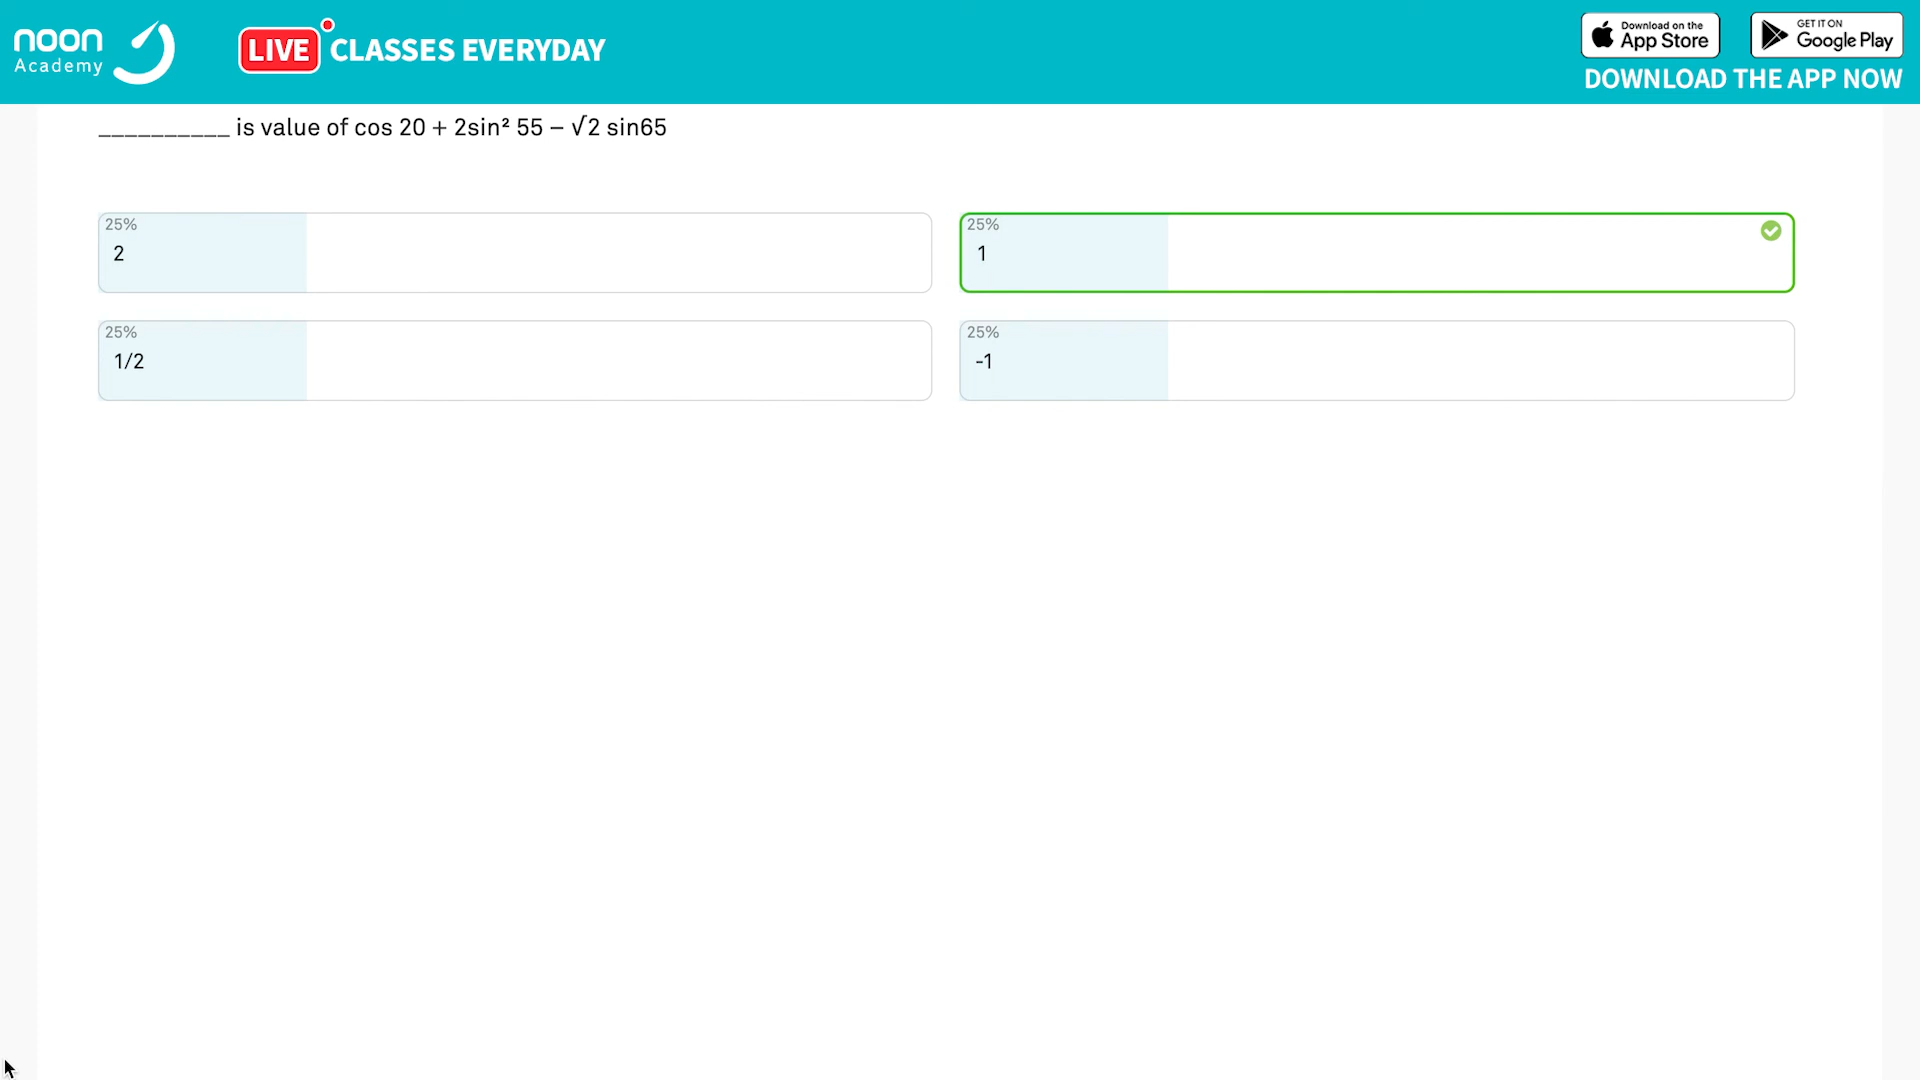 noon
Academy
LIVE CLASSES EVERYDAY
Download on the
App Store
GET IT ON
Google Play
DOWNLOAD THE APP NOW
__________ is value of cos 20 + 2sin² 55 – √2 sin65
25%
2
25%
1
25%
1/2
25%
-1